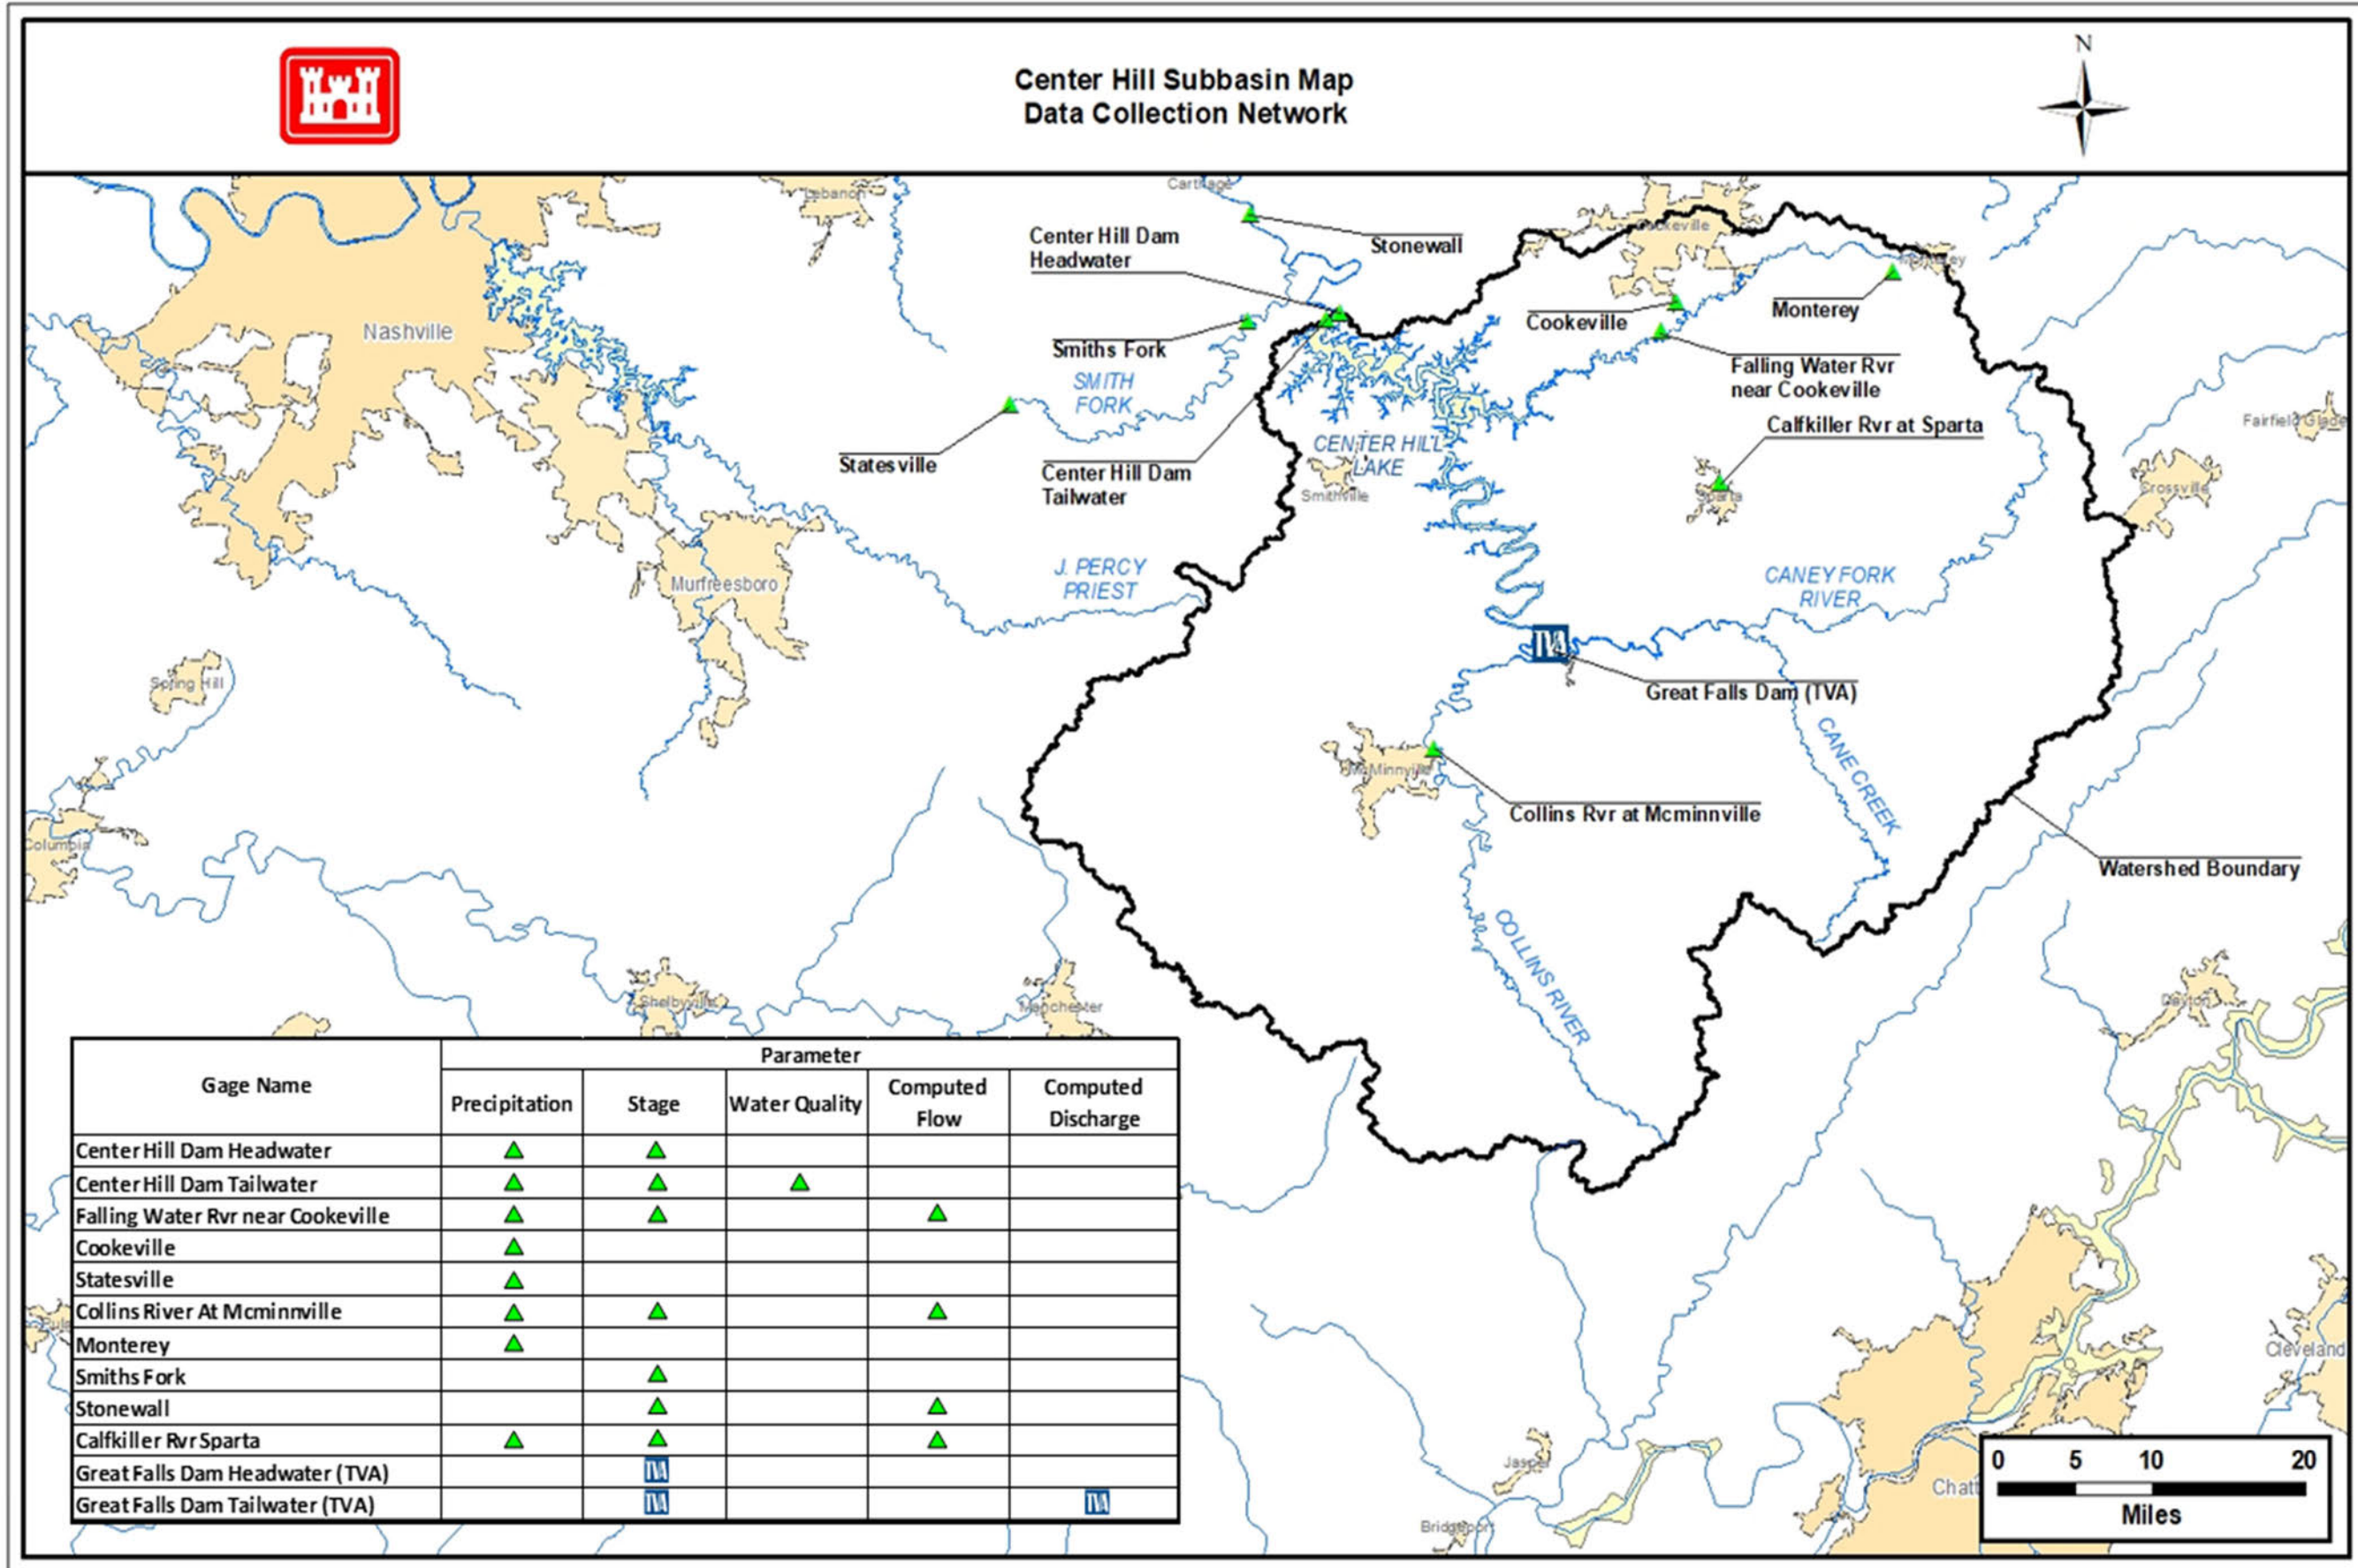 Center Hill Subbasin Map
Data Collection Network
N
Carthage
Lebanon
Cookeville
Stonewall
Center Hill Dam
Headwater
Monterey
Nashville
Cookeville
Monterey
Smiths Fork
Falling Water Rvr
near Cookeville
SMITH
FORK
Calfkiller Rvr at Sparta
Fairfield Glade
CENTER HILL
LAKE
Statesville
Center Hill Dam
Tailwater
Smithville
Sparta
Crossville
J. PERCY
PRIEST
Murfreesboro
CANEY FORK
RIVER
TVA
Spring Hill
Great Falls Dam (TVA)
CANE CREEK
McMinnville
Collins Rvr at Mcminnville
Columbia
Watershed Boundary
COLLINS RIVER
Shelbyville
Manchester
Dayton
Gage Name
Parameter
Precipitation
Stage
Water Quality
Computed
Flow
Computed
Discharge
Center Hill Dam Headwater
Center Hill Dam Tailwater
Falling Water Rvr near Cookeville
Cookeville
Statesville
Collins River At Mcminnville
Monterey
Smiths Fork
Stonewall
Calfkiller Rvr Sparta
Great Falls Dam Headwater (TVA) TVA
Great Falls Dam Tailwater (TVA) TVA TVA
Cleveland
Jasper
Bridgeport
Chatt
0 5 10 20
Miles